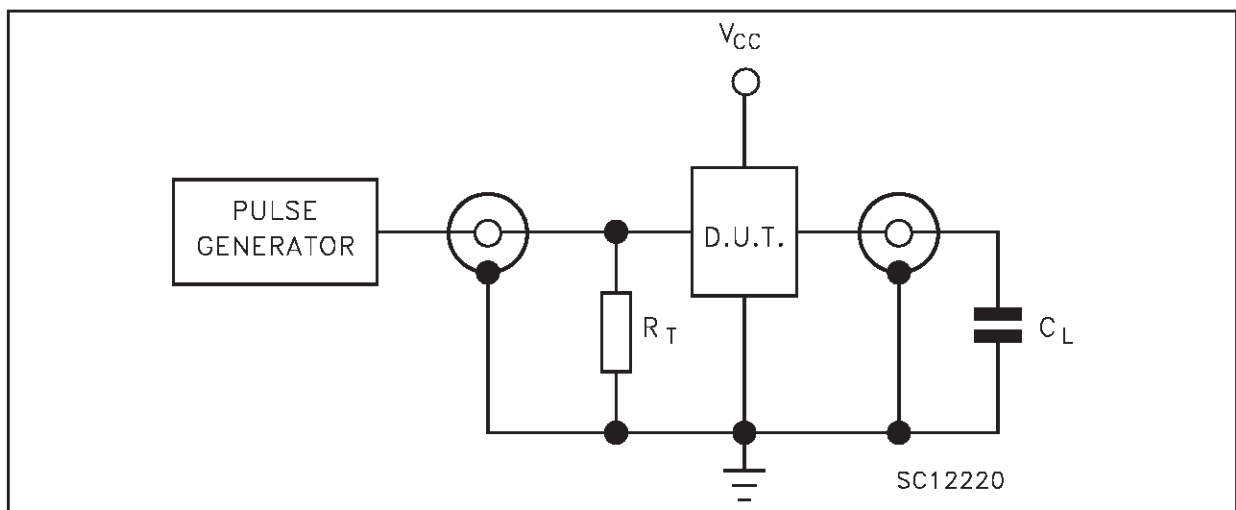 VCC
PULSE
GENERATOR
D.U.T.
RT
CL
SC12220